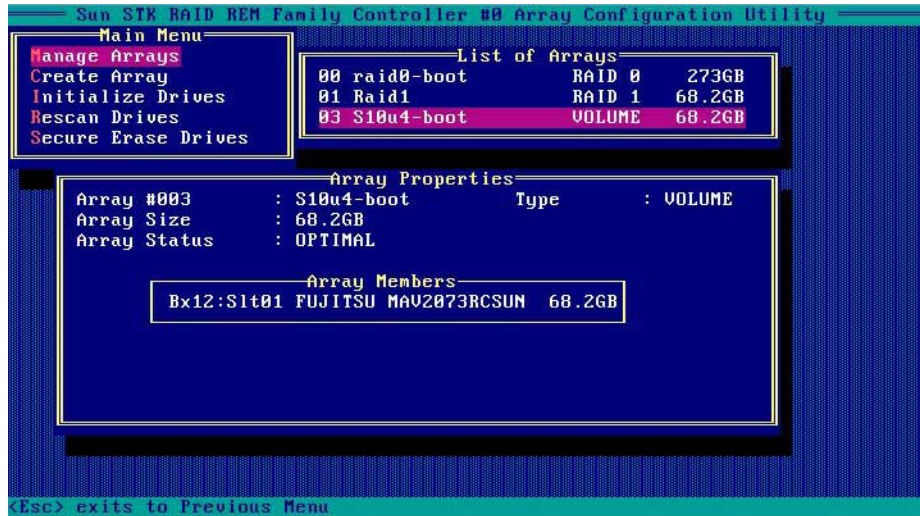 Sun STK RAID REM Family Controller #0 Array Configuration Utility
Main Menu
Manage Arrays
Create Array
Initialize Drives
Rescan Drives
Secure Erase Drives
List of Arrays
00 raid0-boot RAID 0 273GB
01 Raid1 RAID 1 68.2GB
03 S10u4-boot VOLUME 68.2GB
Array Properties
Array #003 : S10u4-boot Type : VOLUME
Array Size : 68.2GB
Array Status : OPTIMAL
Array Members
Bx12:Slt01 FUJITSU MAV2073RCSUN 68.2GB
<Esc> exits to Previous Menu